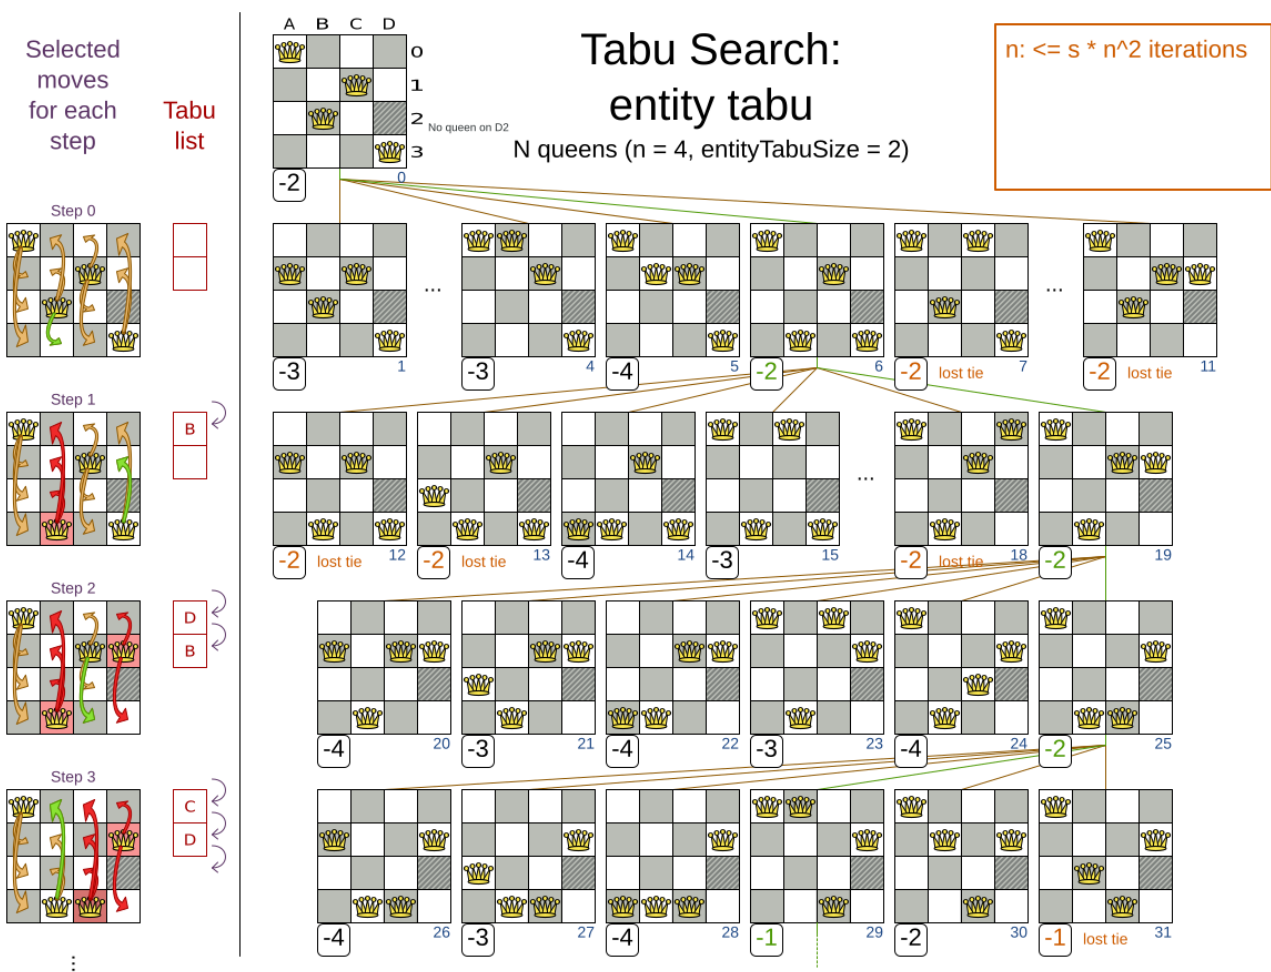 Selected
moves
for each
step
Tabu
list
A B C D
0
1
2
3
No queen on D2
-2
0
Tabu Search:
entity tabu
N queens (n = 4, entityTabuSize = 2)
n: <= s * n^2 iterations
Step 0
...
...
-3 1
-3 4
-4 5
-2 6
-2 lost tie 7
-2 lost tie 11
Step 1
B
...
-2 lost tie 12
-2 lost tie 13
-4 14
-3 15
-2 lost tie 18
-2 19
Step 2
D
B
-4 20
-3 21
-4 22
-3 23
-4 24
-2 25
Step 3
C
D
-4 26
-3 27
-4 28
-1 29
-2 30
-1 lost tie 31
...